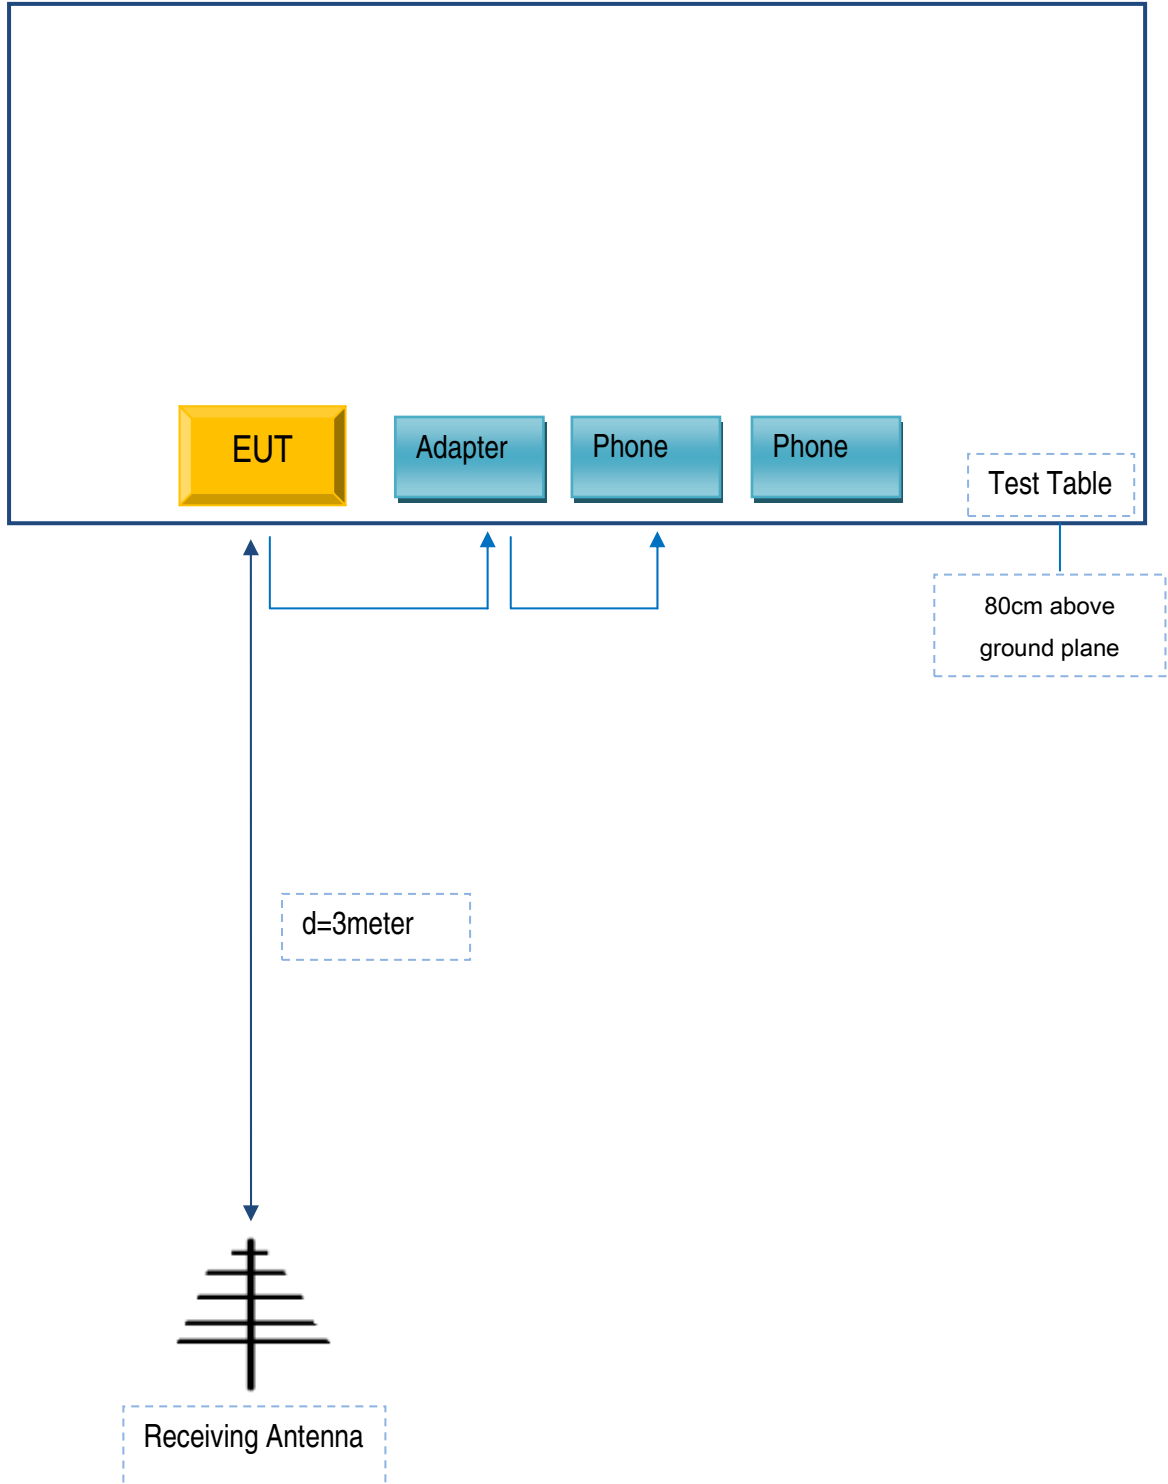 EUT
Adapter
Phone
Phone
Test Table
80cm above
ground plane
d=3meter
Receiving Antenna